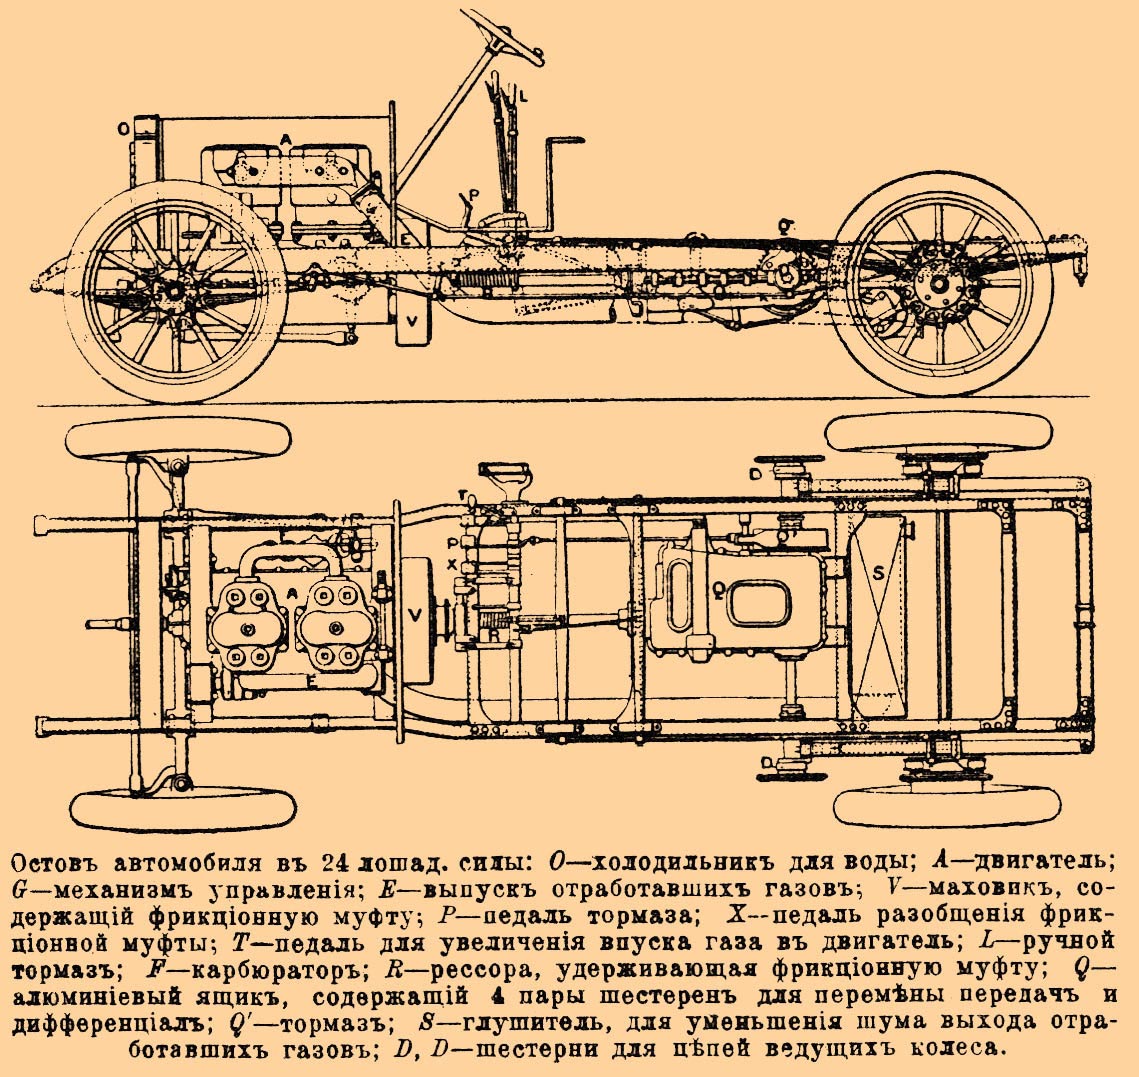 O
A
L
P
E
Q'
V
D
T
P
X
F
A
Q
S
V
R
E
D
Остовъ автомобиля въ 24 лошад. силы: O—холодильникъ для воды; A—двигатель;
G—механизмъ управленія; E—выпускъ отработавшихъ газовъ; V—маховикъ, со-
держащій фрикціонную муфту; P—педаль тормаза; X—педаль разобщенія фрик-
ціонной муфты; T—педаль для увеличенія впуска газа въ двигатель; L—ручной
тормазъ; F—карбюраторъ; R—рессора, удерживающая фрикціонную муфту; Q—
алюминіевый ящикъ, содержащій 4 пары шестеренъ для перемѣны передачъ и
дифференціалъ; Q'—тормазъ; S—глушитель, для уменьшенія шума выхода отра-
ботавшихъ газовъ; D, D—шестерни для цѣпей ведущихъ колеса.